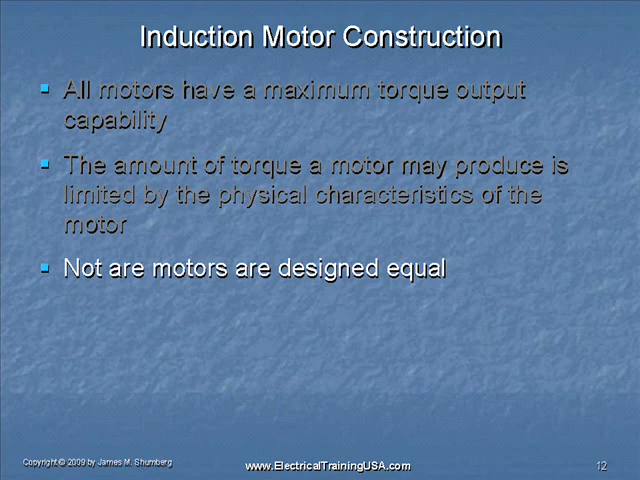 Induction Motor Construction
All motors have a maximum torque output
capability
The amount of torque a motor may produce is
limited by the physical characteristics of the
motor
Not are motors are designed equal
Copyright © 2009 by James M. Shumberg
www.ElectricalTrainingUSA.com
12